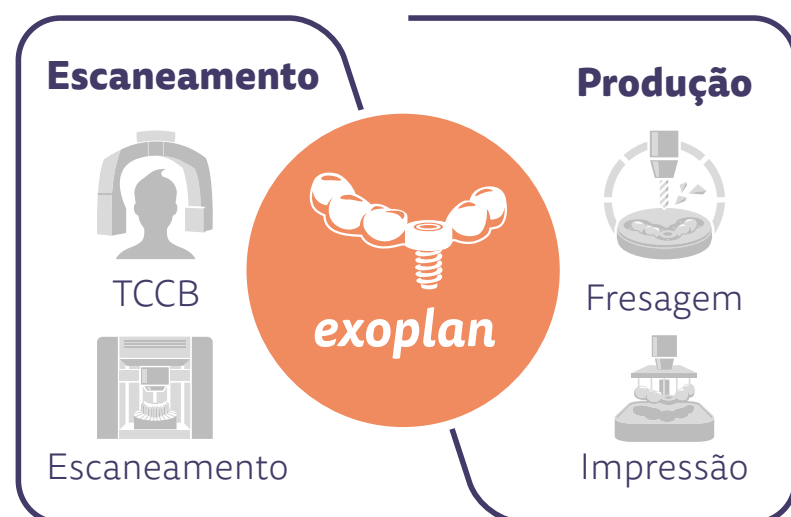 Escaneamento
TCCB
Escaneamento
exoplan
Produção
Fresagem
Impressão